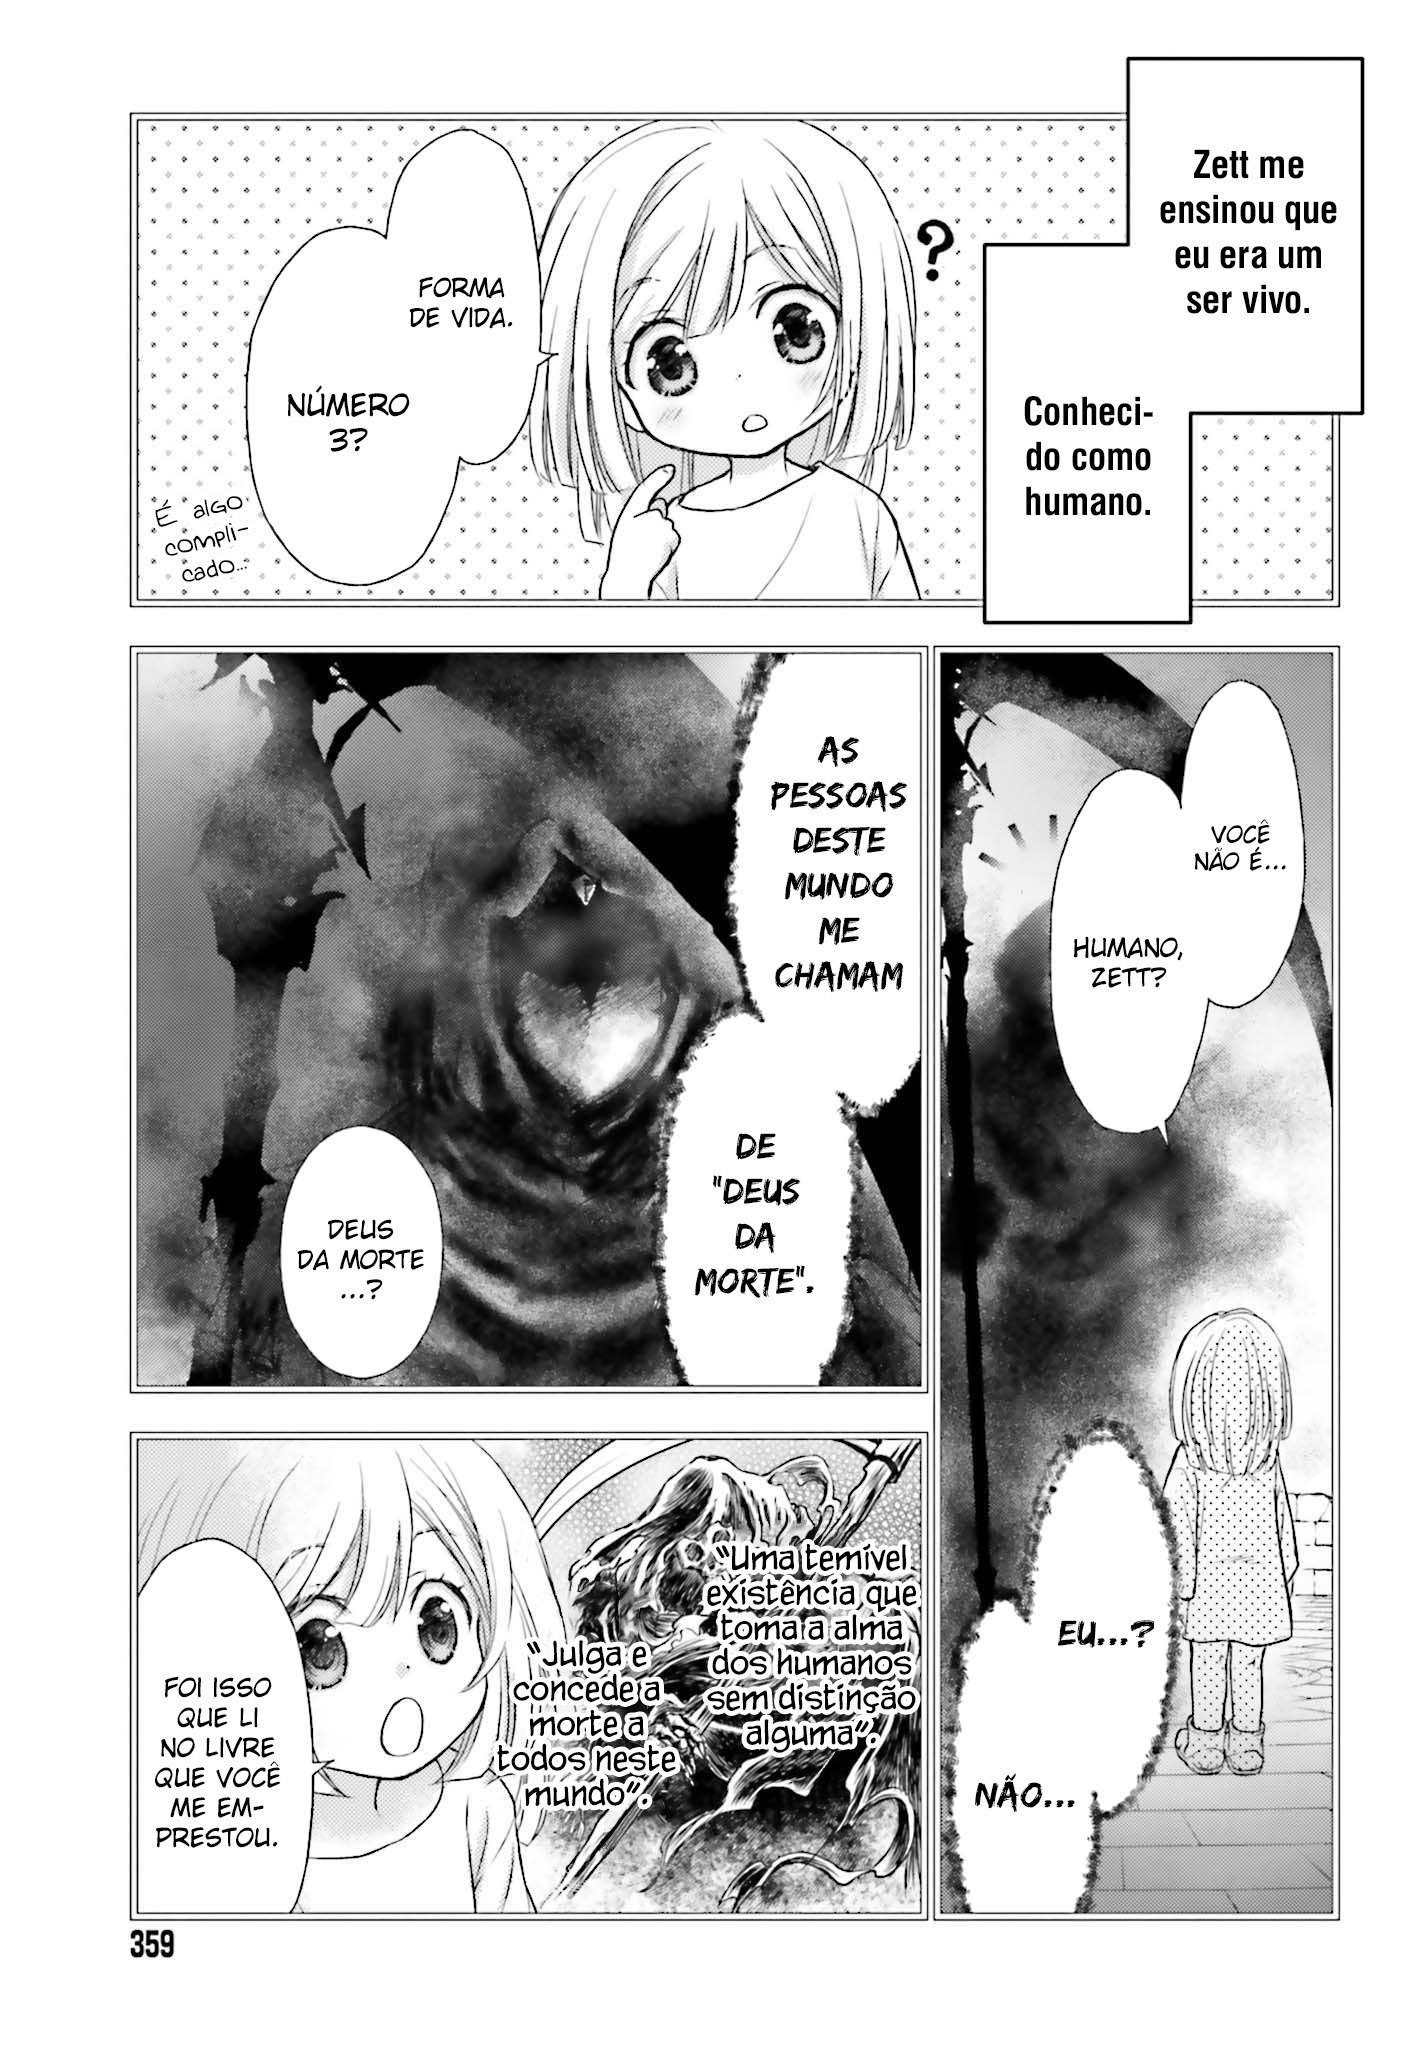 Zett me
ensinou que
eu era um
ser vivo.
Conheci-
do como
humano.
FORMA
DE VIDA.
NÚMERO
3?
É algo
compli-
cado...
VOCÊ
NÃO É...
HUMANO,
ZETT?
EU...?
NÃO...
AS
PESSOAS
DESTE
MUNDO
ME
CHAMAM
DE
"DEUS
DA
MORTE".
DEUS
DA MORTE
...?
"Uma temível
existência que
toma a alma
dos humanos
sem distinção
alguma".
"Julga e
concede a
morte a
todos neste
mundo".
FOI ISSO
QUE LI
NO LIVRE
QUE VOCÊ
ME EM-
PRESTOU.
359